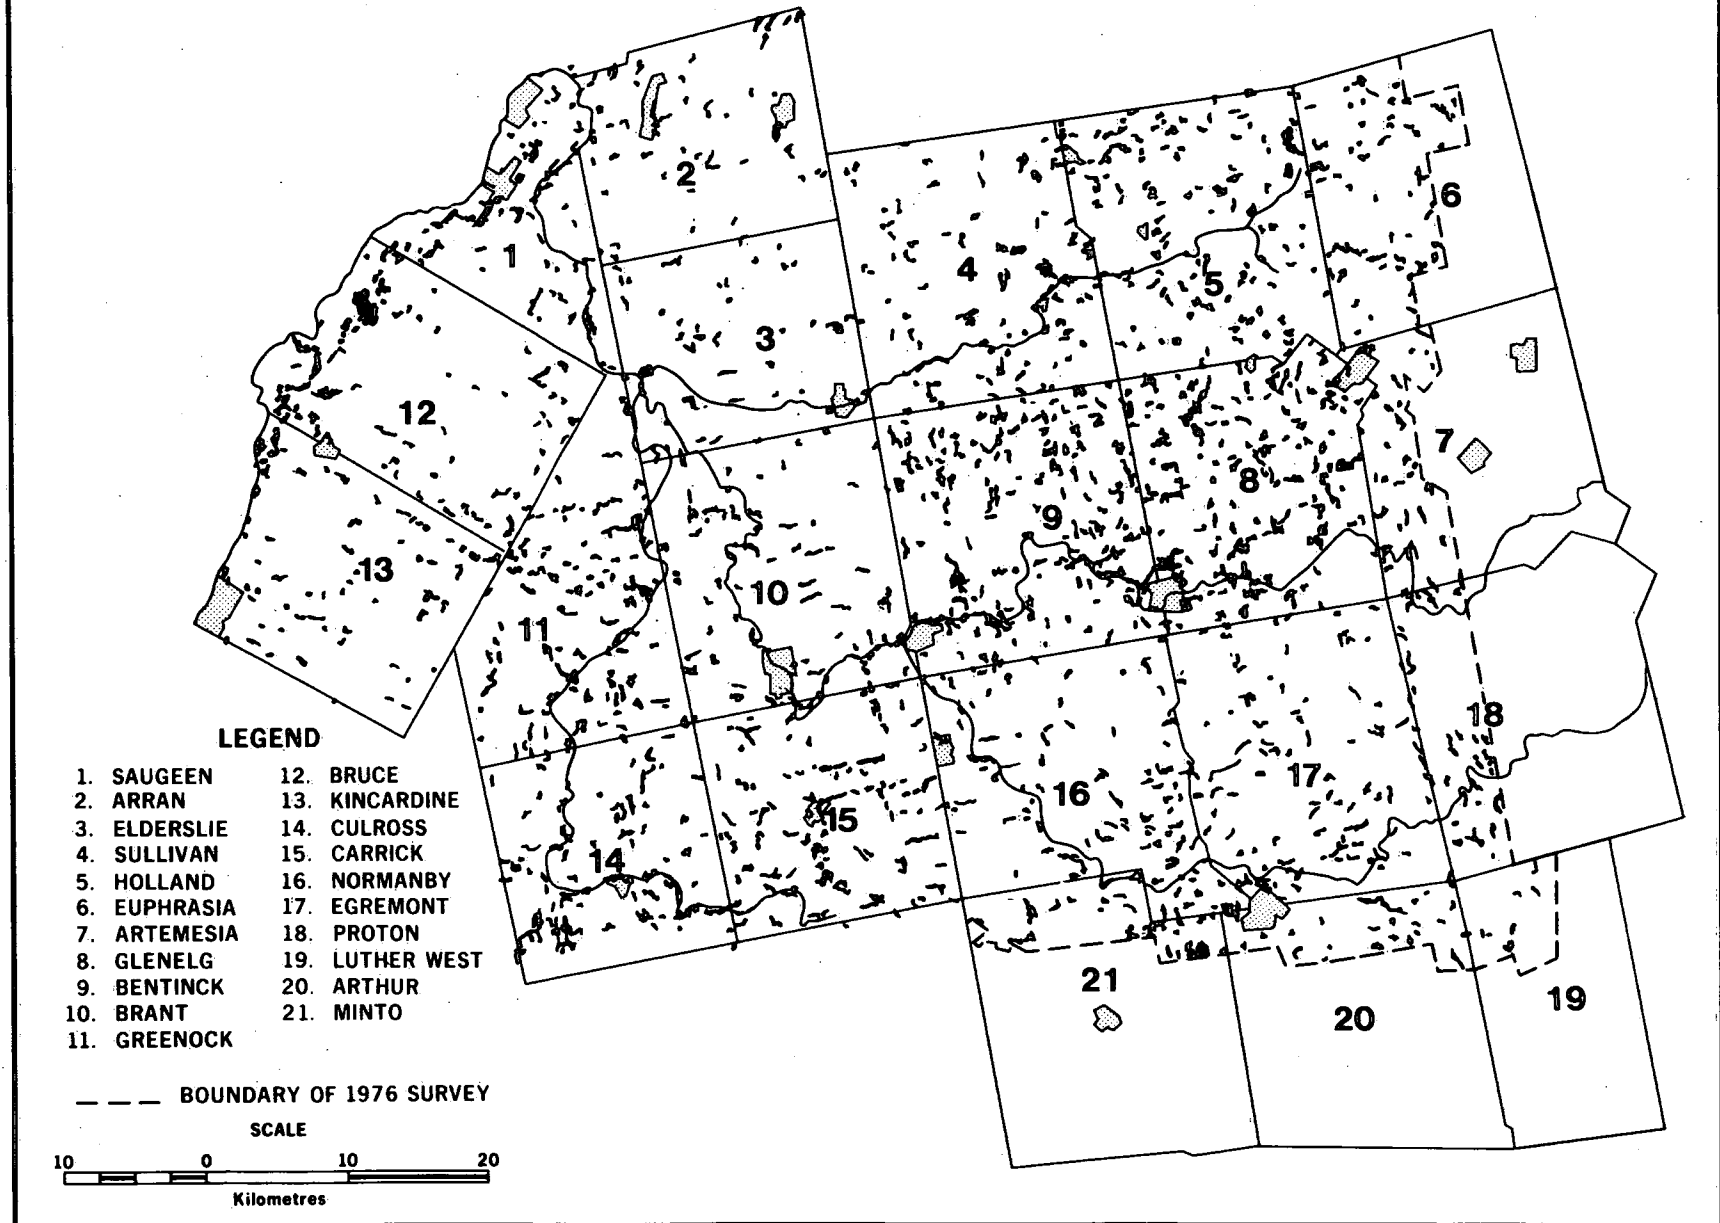 2
6
1
4
5
3
12
7
8
9
13
10
11
18
17
16
15
14
21
19
20
LEGEND
1. SAUGEEN
2. ARRAN
3. ELDERSLIE
4. SULLIVAN
5. HOLLAND
6. EUPHRASIA
7. ARTEMESIA
8. GLENELG
9. BENTINCK
10. BRANT
11. GREENOCK
12. BRUCE
13. KINCARDINE
14. CULROSS
15. CARRICK
16. NORMANBY
17. EGREMONT
18. PROTON
19. LUTHER WEST
20. ARTHUR
21. MINTO
BOUNDARY OF 1976 SURVEY
SCALE
10 0 10 20
Kilometres